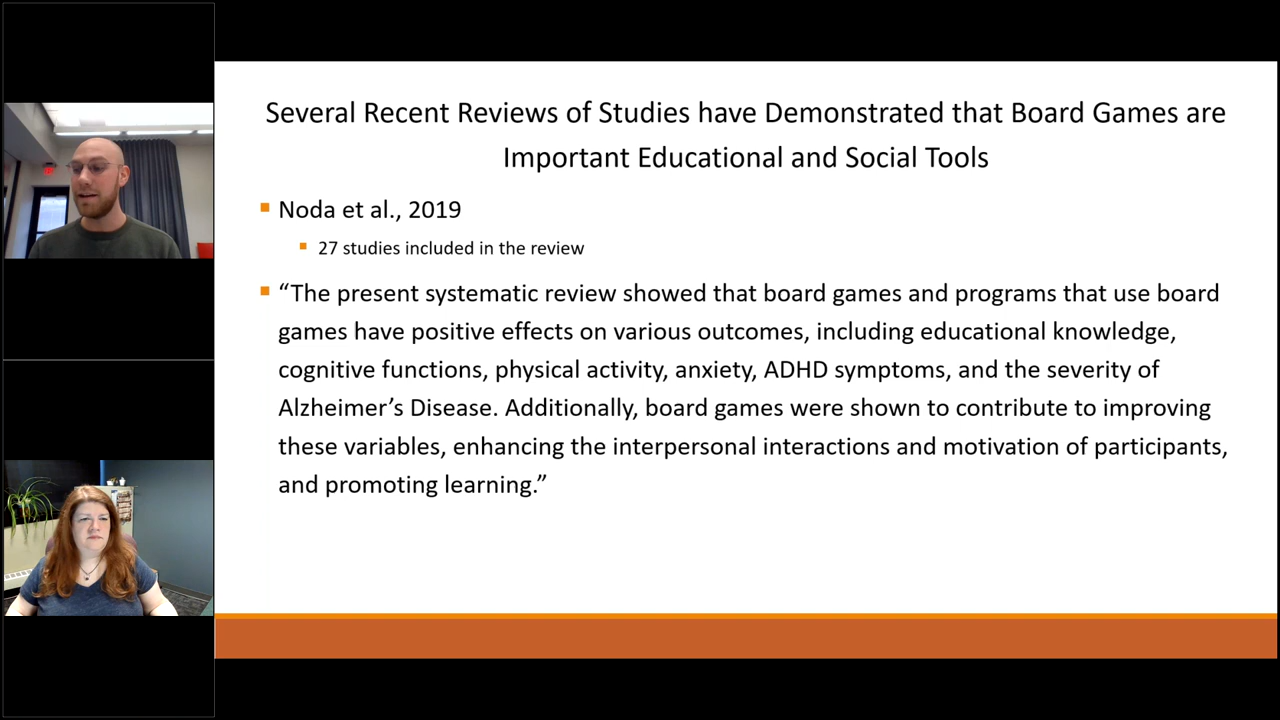 Several Recent Reviews of Studies have Demonstrated that Board Games are
Important Educational and Social Tools
Noda et al., 2019
27 studies included in the review
“The present systematic review showed that board games and programs that use board
games have positive effects on various outcomes, including educational knowledge,
cognitive functions, physical activity, anxiety, ADHD symptoms, and the severity of
Alzheimer’s Disease. Additionally, board games were shown to contribute to improving
these variables, enhancing the interpersonal interactions and motivation of participants,
and promoting learning.”